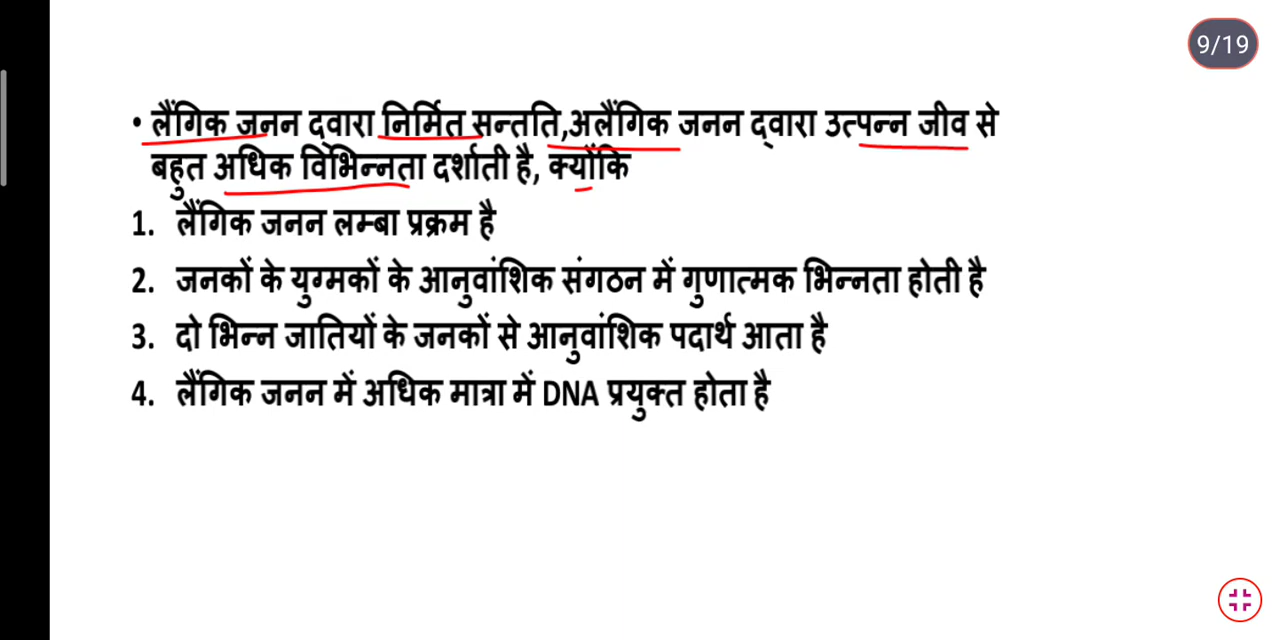 9/19
• लैंगिक जनन द्वारा निर्मित सन्तति,अलैंगिक जनन द्वारा उत्पन्न जीव से
बहुत अधिक विभिन्नता दर्शाती है, क्योंकि
1. लैंगिक जनन लम्बा प्रक्रम है
2. जनकों के युग्मकों के आनुवांशिक संगठन में गुणात्मक भिन्नता होती है
3. दो भिन्न जातियों के जनकों से आनुवांशिक पदार्थ आता है
4. लैंगिक जनन में अधिक मात्रा में DNA प्रयुक्त होता है